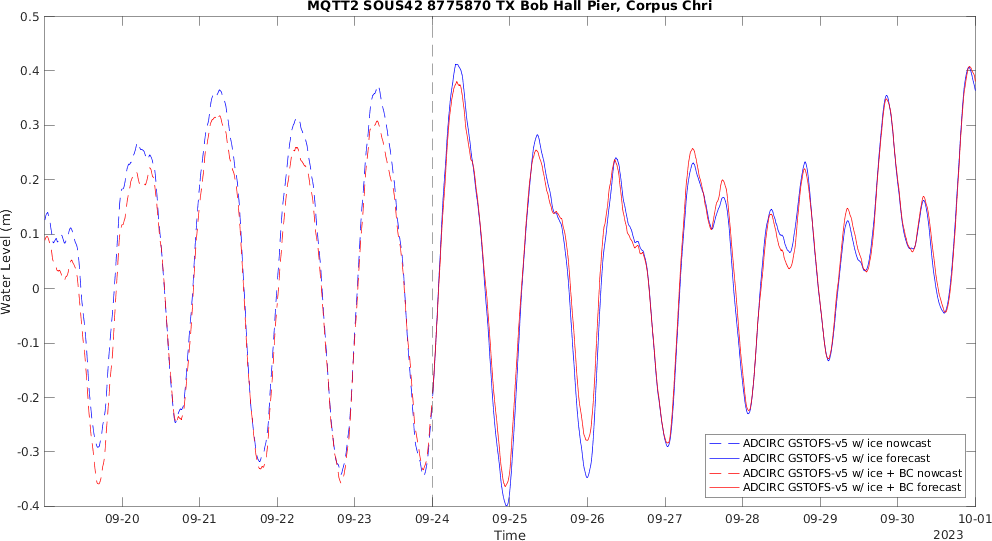 MQTT2 SOUS42 8775870 TX Bob Hall Pier, Corpus Chri
0.5
0.4
0.3
0.2
0.1
0
-0.1
-0.2
-0.3
-0.4
Water Level (m)
ADCIRC GSTOFS-v5 w/ ice nowcast
ADCIRC GSTOFS-v5 w/ ice forecast
ADCIRC GSTOFS-v5 w/ ice + BC nowcast
ADCIRC GSTOFS-v5 w/ ice + BC forecast
09-20 09-21 09-22 09-23 09-24 09-25 09-26 09-27 09-28 09-29 09-30 10-01
Time
2023